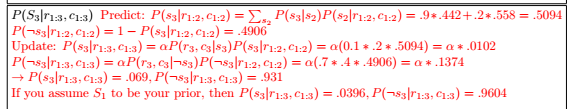 P(S₃|r₁:₃, c₁:₃) Predict: P(s₃|r₁:₂, c₁:₂) = ∑ₛ₂ P(s₃|s₂)P(s₂|r₁:₂, c₁:₂) = .9 * .442 + .2 * .558 = .5094
P(¬s₃|r₁:₂, c₁:₂) = 1 − P(s₃|r₁:₂, c₁:₂) = .4906
Update: P(s₃|r₁:₃, c₁:₃) = αP(r₃, c₃|s₃)P(s₃|r₁:₂, c₁:₂) = α(0.1 * .2 * .5094) = α * .0102
P(¬s₃|r₁:₃, c₁:₃) = αP(r₃, c₃|¬s₃)P(¬s₃|r₁:₂, c₁:₂) = α(.7 * .4 * .4906) = α * .1374
→ P(s₃|r₁:₃, c₁:₃) = .069, P(¬s₃|r₁:₃, c₁:₃) = .931
If you assume S₁ to be your prior, then P(s₃|r₁:₃, c₁:₃) = .0396, P(¬s₃|r₁:₃, c₁:₃) = .9604